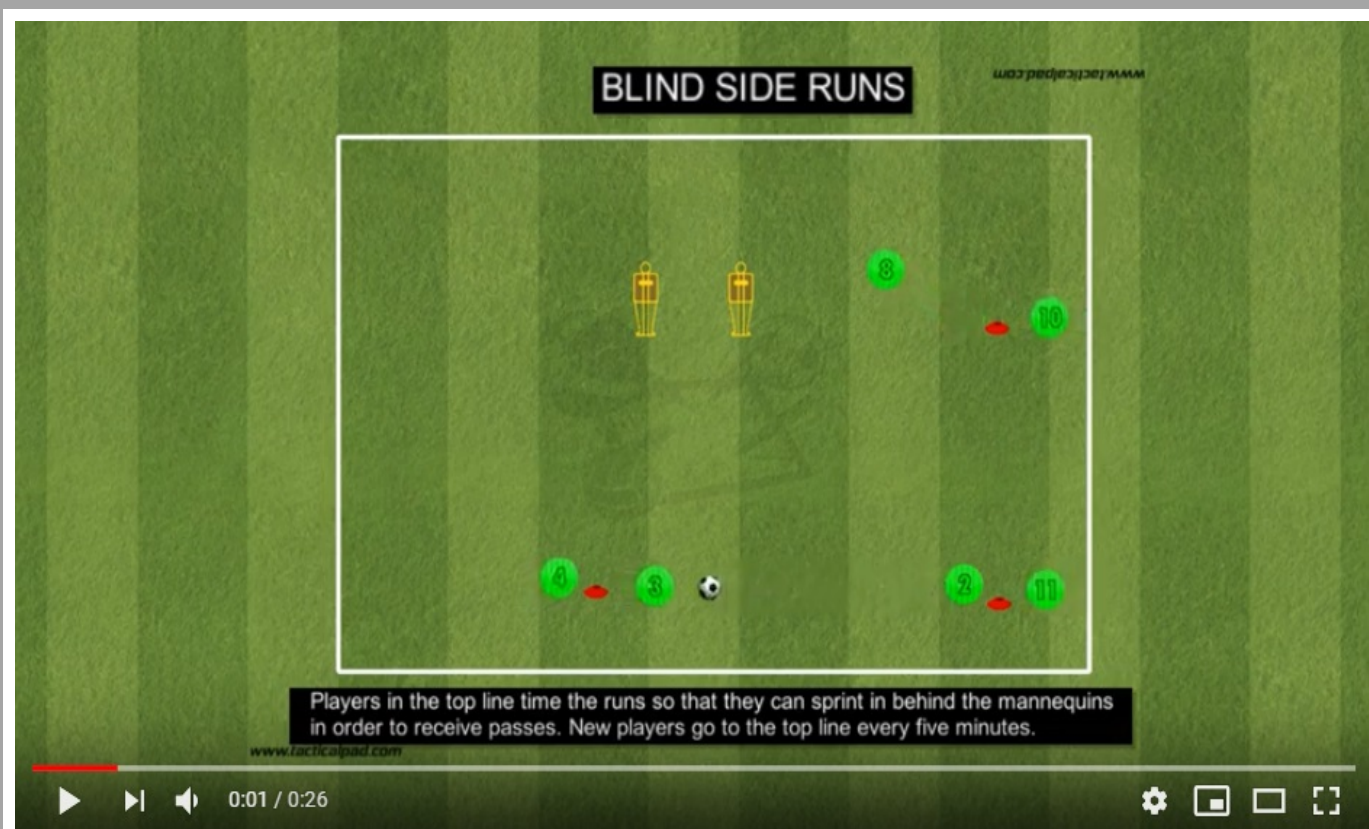 BLIND SIDE RUNS
www.tacticalpad.com
8
10
4
3
2
11
Players in the top line time the runs so that they can sprint in behind the mannequins
in order to receive passes. New players go to the top line every five minutes.
www.tacticalpad.com
0:01 / 0:26